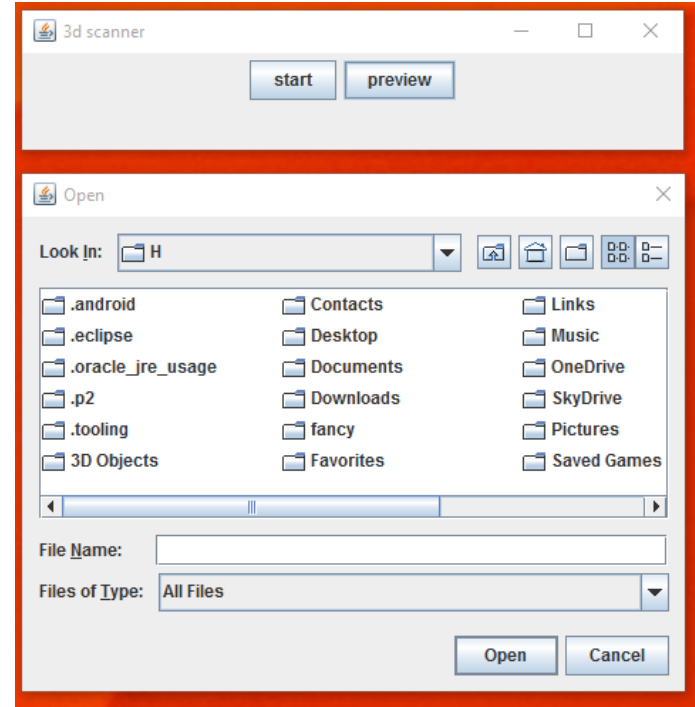 3d scanner
start preview
Open
Look In: H
.android Contacts Links
.eclipse Desktop Music
.oracle_jre_usage Documents OneDrive
.p2 Downloads SkyDrive
.tooling fancy Pictures
3D Objects Favorites Saved Games
File Name:
Files of Type: All Files
Open Cancel